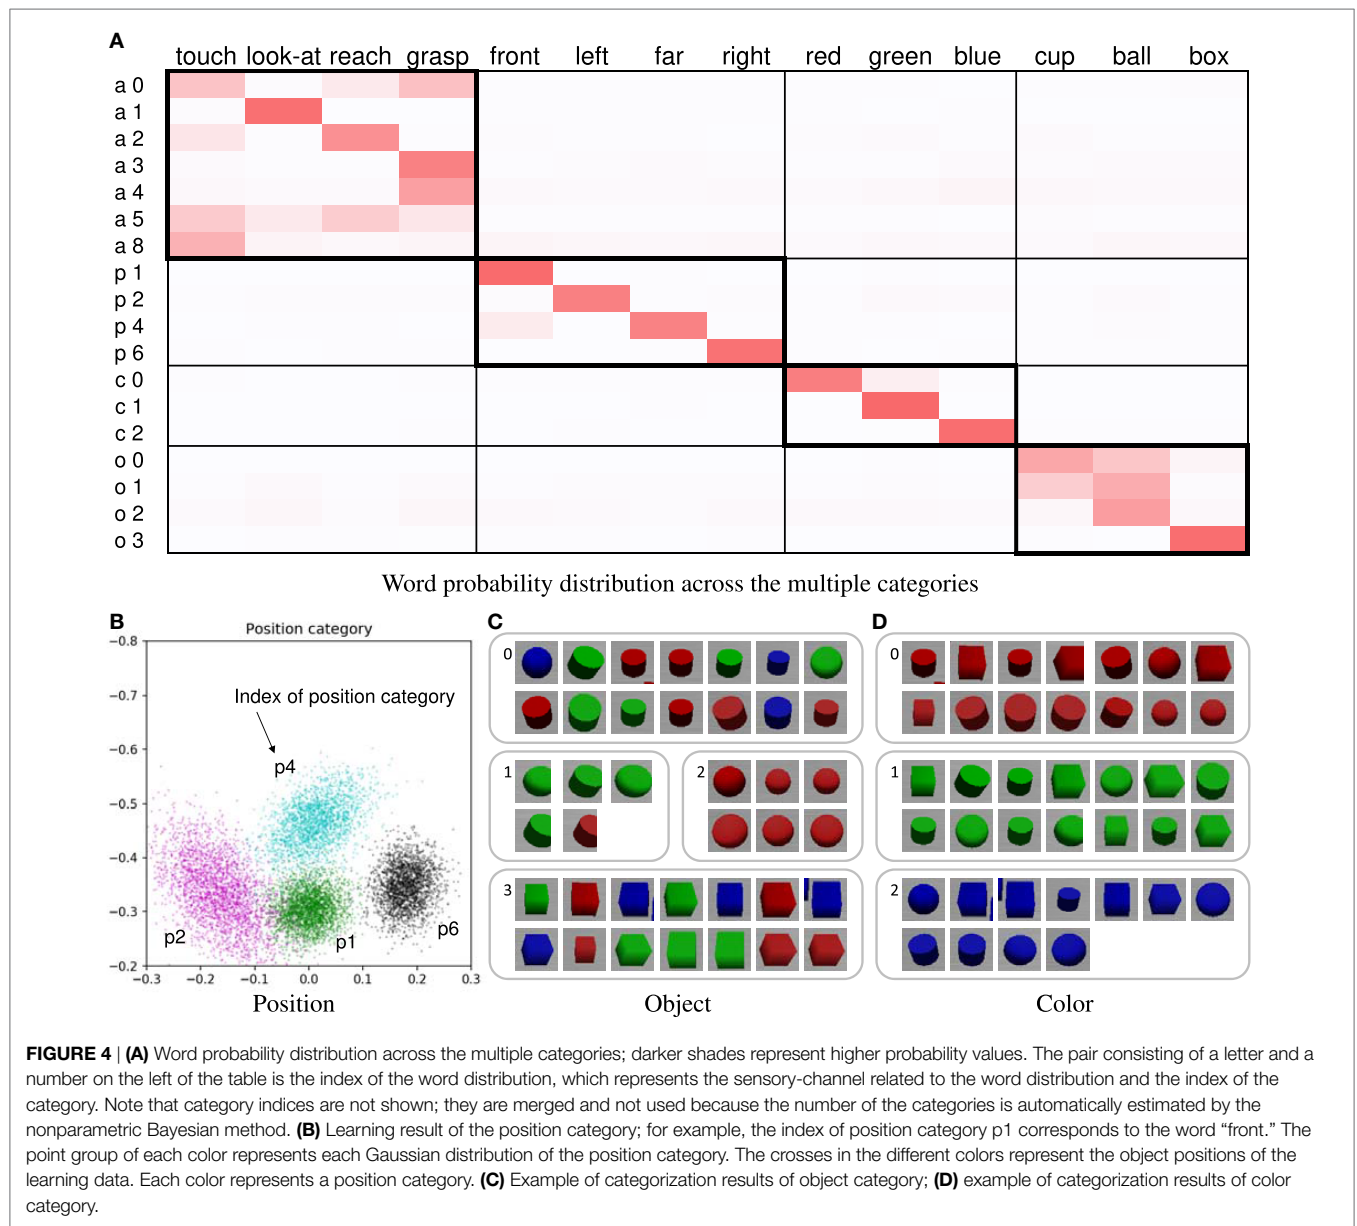 A
touch look-at reach grasp front left far right red green blue cup ball box
a 0
a 1
a 2
a 3
a 4
a 5
a 8
p 1
p 2
p 4
p 6
c 0
c 1
c 2
o 0
o 1
o 2
o 3
Word probability distribution across the multiple categories
B
Position category
−0.8
−0.7
−0.6
−0.5
−0.4
−0.3
−0.2
Index of position category
p4
p2
p1
p6
−0.3 −0.2 −0.1 0.0 0.1 0.2 0.3
Position
C
0
1
2
3
Object
D
0
1
2
Color
FIGURE 4 | (A) Word probability distribution across the multiple categories; darker shades represent higher probability values. The pair consisting of a letter and a
number on the left of the table is the index of the word distribution, which represents the sensory-channel related to the word distribution and the index of the
category. Note that category indices are not shown; they are merged and not used because the number of the categories is automatically estimated by the
nonparametric Bayesian method. (B) Learning result of the position category; for example, the index of position category p1 corresponds to the word “front.” The
point group of each color represents each Gaussian distribution of the position category. The crosses in the different colors represent the object positions of the
learning data. Each color represents a position category. (C) Example of categorization results of object category; (D) example of categorization results of color
category.